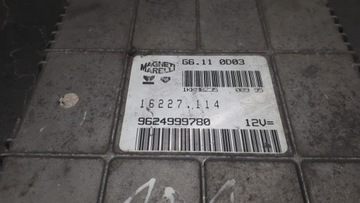 MAGNETI
MARELLI
G6.11 0D03
16227.114
9624999780 12V=